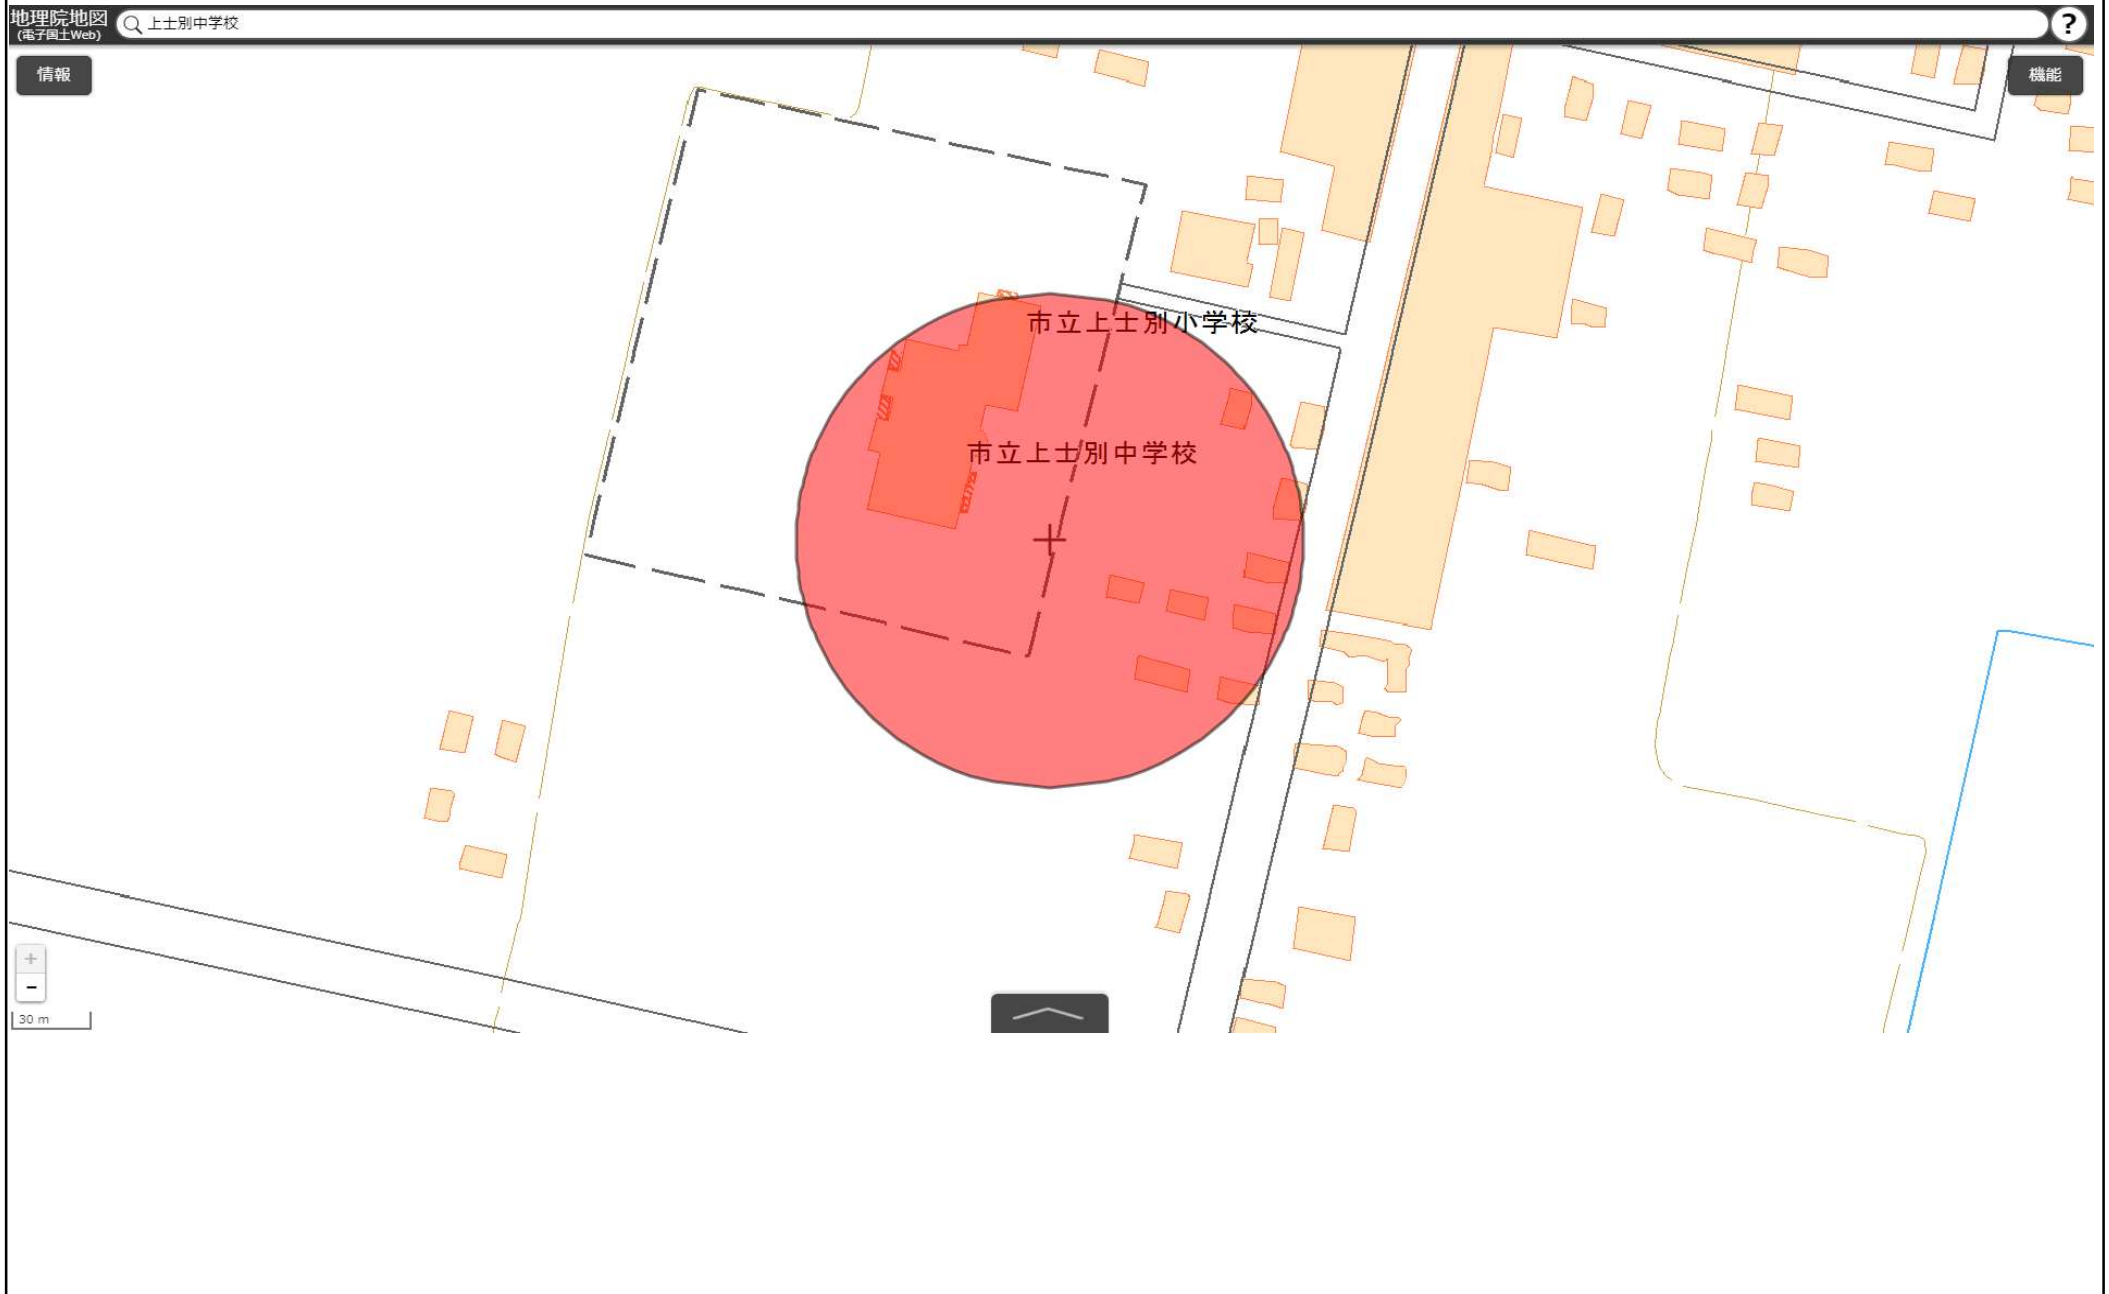 地理院地図
(電子国土Web)
上士別中学校
?
情報
機能
市立上士別小学校
市立上士別中学校
+
-
30 m